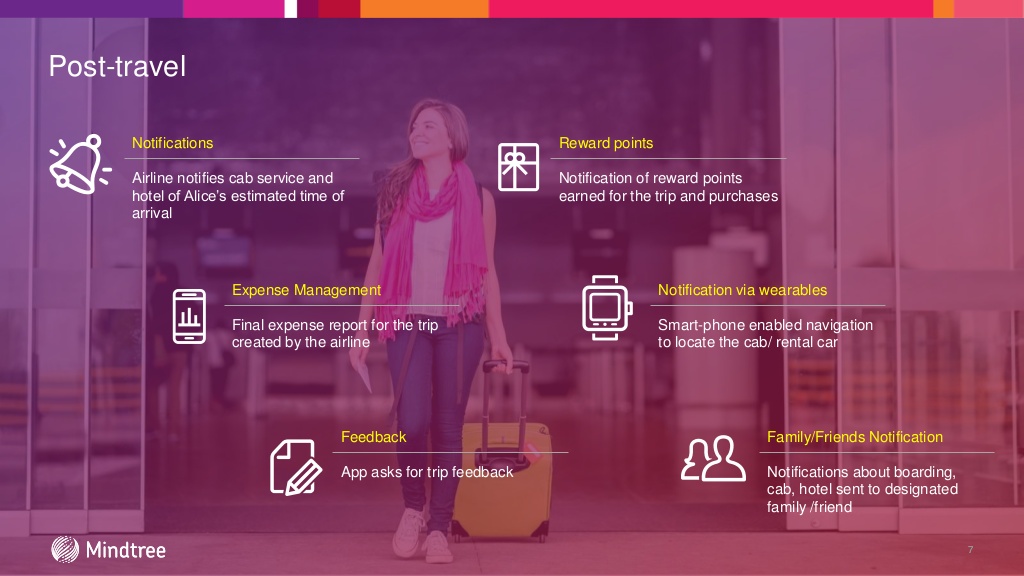 Post-travel
Notifications
Airline notifies cab service and
hotel of Alice's estimated time of
arrival
Reward points
Notification of reward points
earned for the trip and purchases
Expense Management
Final expense report for the trip
created by the airline
Notification via wearables
Smart-phone enabled navigation
to locate the cab/ rental car
Feedback
App asks for trip feedback
Family/Friends Notification
Notifications about boarding,
cab, hotel sent to designated
family /friend
Mindtree
7